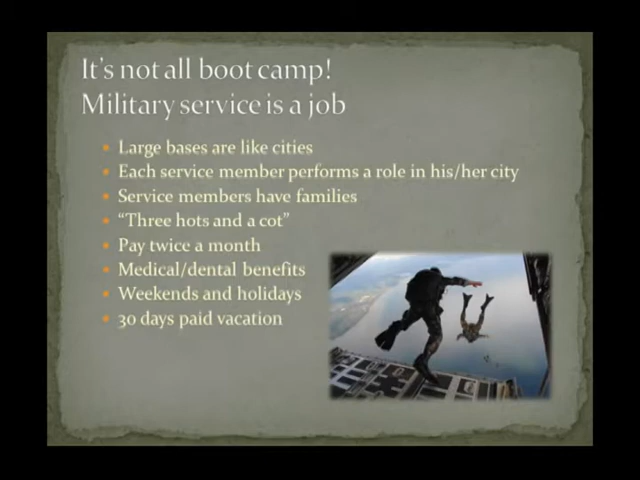 It's not all boot camp!
Military service is a job
Large bases are like cities
Each service member performs a role in his/her city
Service members have families
“Three hots and a cot”
Pay twice a month
Medical/dental benefits
Weekends and holidays
30 days paid vacation